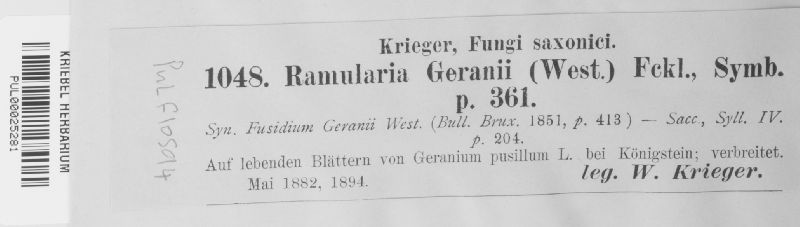 Krieger, Fungi saxonici.
1048. Ramularia Geranii (West.) Fckl., Symb.
p. 361.
Syn. Fusidium Geranii West. (Bull. Brux. 1851, p. 413) — Sacc., Syll. IV.
p. 204.
Auf lebenden Blättern von Geranium pusillum L. bei Königstein; verbreitet.
Mai 1882, 1894.
leg. W. Krieger.
KRIEBEL HERBARIUM
PUL00025281
PUL F10594